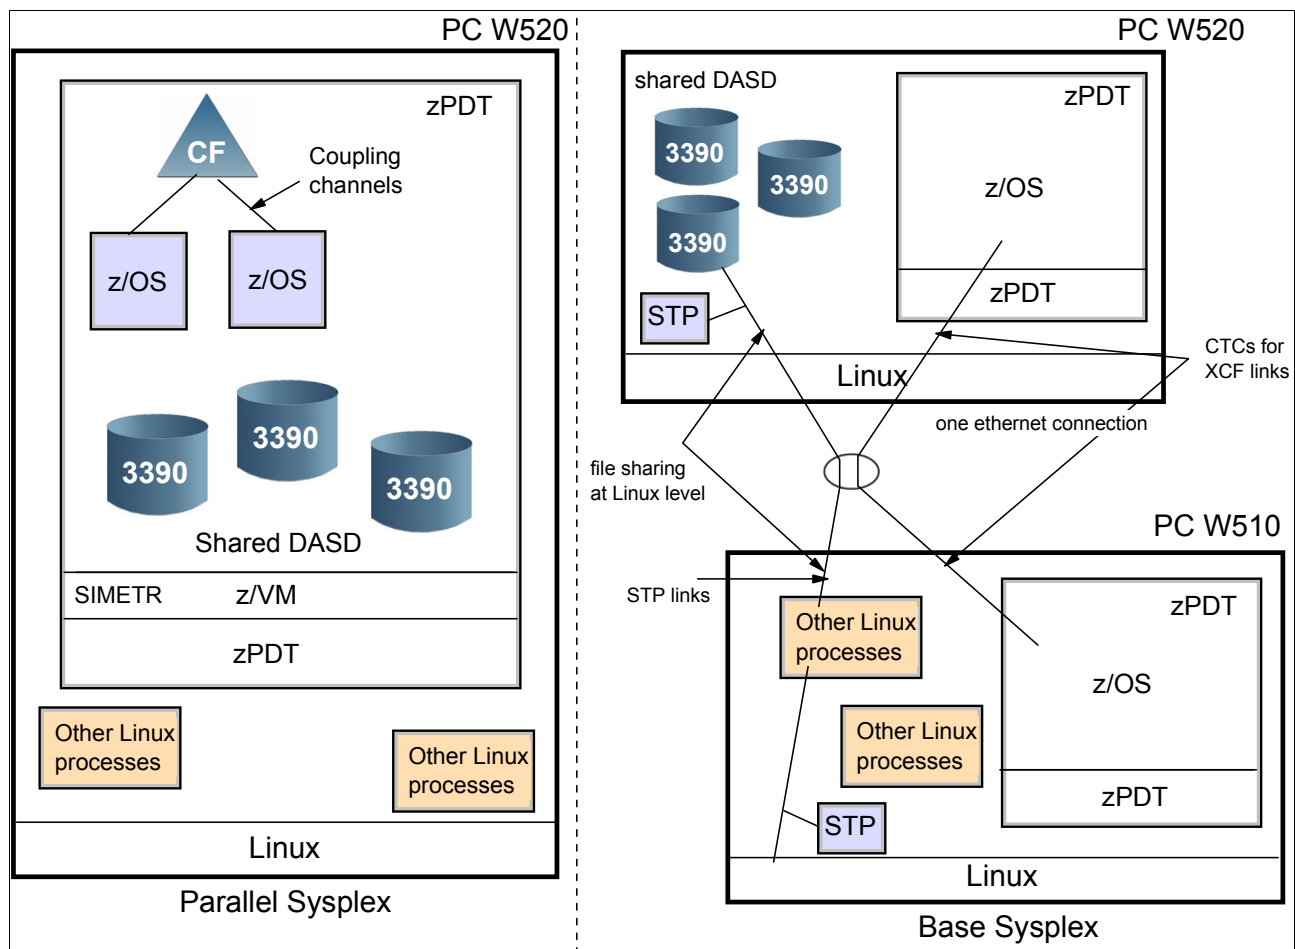 PC W520
zPDT
CF
Coupling
channels
z/OS
z/OS
3390
3390
3390
Shared DASD
SIMETR
z/VM
zPDT
Other Linux
processes
Other Linux
processes
Linux
Parallel Sysplex
PC W520
shared DASD
zPDT
3390
3390
3390
z/OS
zPDT
STP
Linux
CTCs for
XCF links
one ethernet connection
file sharing
at Linux level
PC W510
STP links
zPDT
Other Linux
processes
z/OS
Other Linux
processes
zPDT
STP
Linux
Base Sysplex